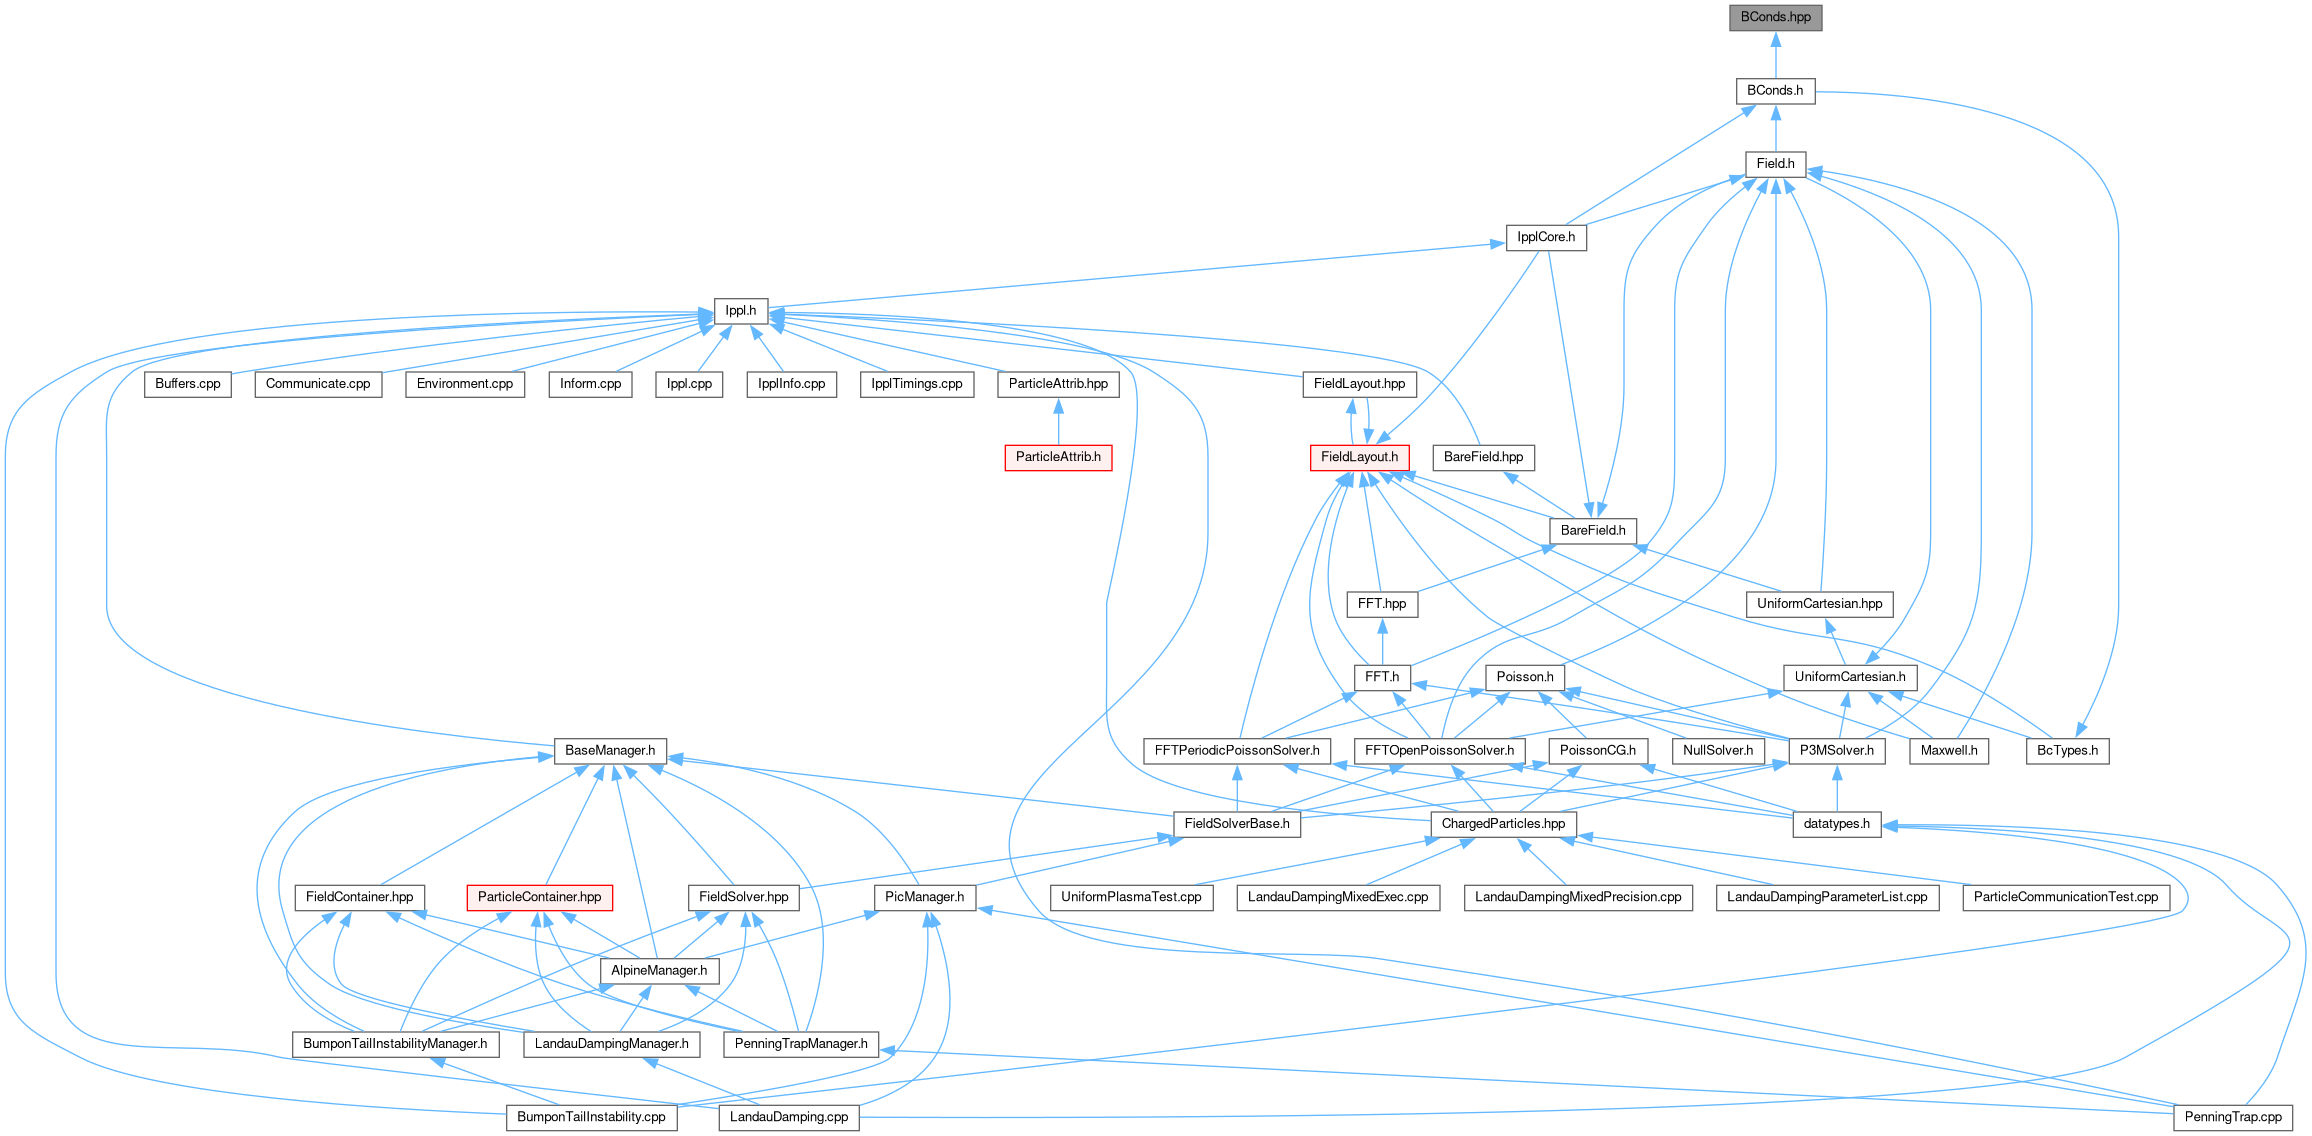 BConds.hpp
BConds.h
Field.h
IpplCore.h
Ippl.h
Buffers.cpp
Communicate.cpp
Environment.cpp
Inform.cpp
Ippl.cpp
IpplInfo.cpp
IpplTimings.cpp
ParticleAttrib.hpp
FieldLayout.hpp
ParticleAttrib.h
FieldLayout.h
BareField.hpp
BareField.h
FFT.hpp
UniformCartesian.hpp
FFT.h
Poisson.h
UniformCartesian.h
BaseManager.h
FFTPeriodicPoissonSolver.h
FFTOpenPoissonSolver.h
PoissonCG.h
NullSolver.h
P3MSolver.h
Maxwell.h
BcTypes.h
FieldSolverBase.h
ChargedParticles.hpp
datatypes.h
FieldContainer.hpp
ParticleContainer.hpp
FieldSolver.hpp
PicManager.h
UniformPlasmaTest.cpp
LandauDampingMixedExec.cpp
LandauDampingMixedPrecision.cpp
LandauDampingParameterList.cpp
ParticleCommunicationTest.cpp
AlpineManager.h
BumponTailInstabilityManager.h
LandauDampingManager.h
PenningTrapManager.h
BumponTailInstability.cpp
LandauDamping.cpp
PenningTrap.cpp